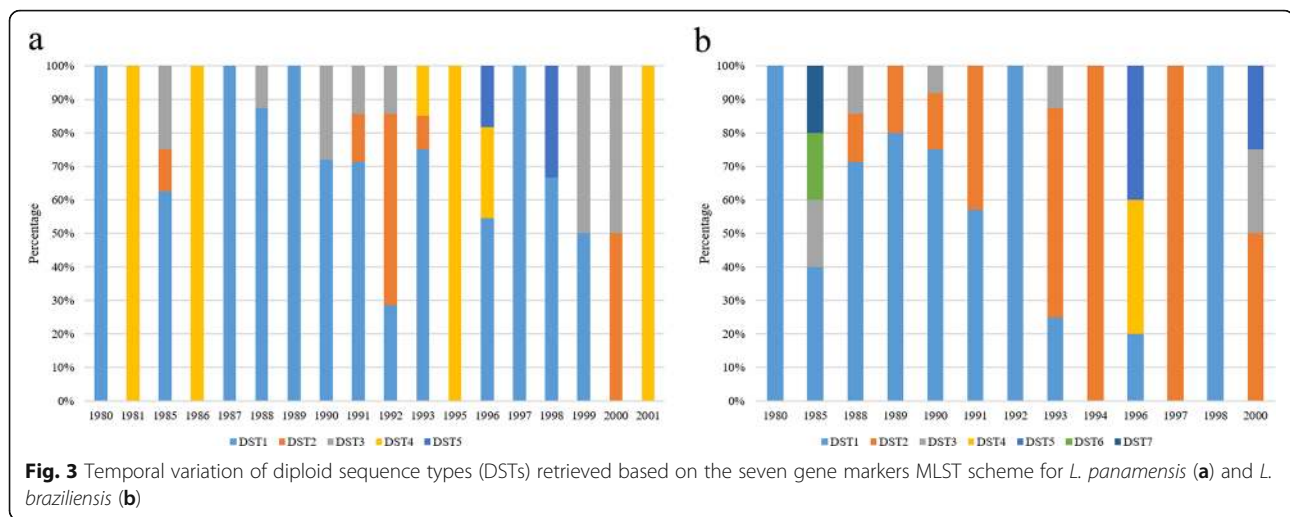 a
100%
90%
80%
70%
60%
50%
40%
30%
20%
10%
0%
Percentage
1980 1981 1985 1986 1987 1988 1989 1990 1991 1992 1993 1995 1996 1997 1998 1999 2000 2001
DST1 DST2 DST3 DST4 DST5
b
100%
90%
80%
70%
60%
50%
40%
30%
20%
10%
0%
Percentage
1980 1985 1988 1989 1990 1991 1992 1993 1994 1996 1997 1998 2000
DST1 DST2 DST3 DST4 DST5 DST6 DST7
Fig. 3 Temporal variation of diploid sequence types (DSTs) retrieved based on the seven gene markers MLST scheme for L. panamensis (a) and L.
braziliensis (b)